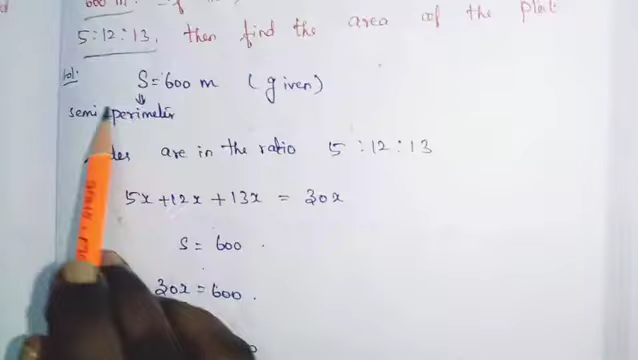 600 m.
5:12:13, then find the area of the plot
Sol:
S=600 m (given)
semi perimeter
are in the ratio 5:12:13
5x+12x+13x = 30x
S = 600.
30x = 600.